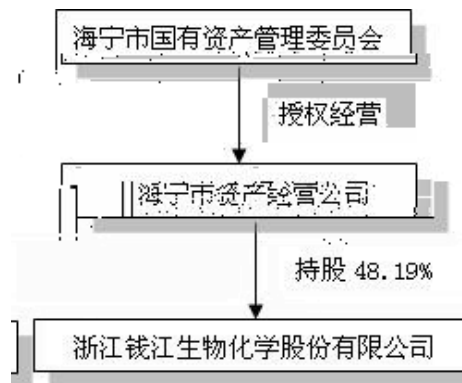 海宁市国有资产管理委员会
授权经营
海宁市资产经营公司
持股 48.19%
浙江钱江生物化学股份有限公司